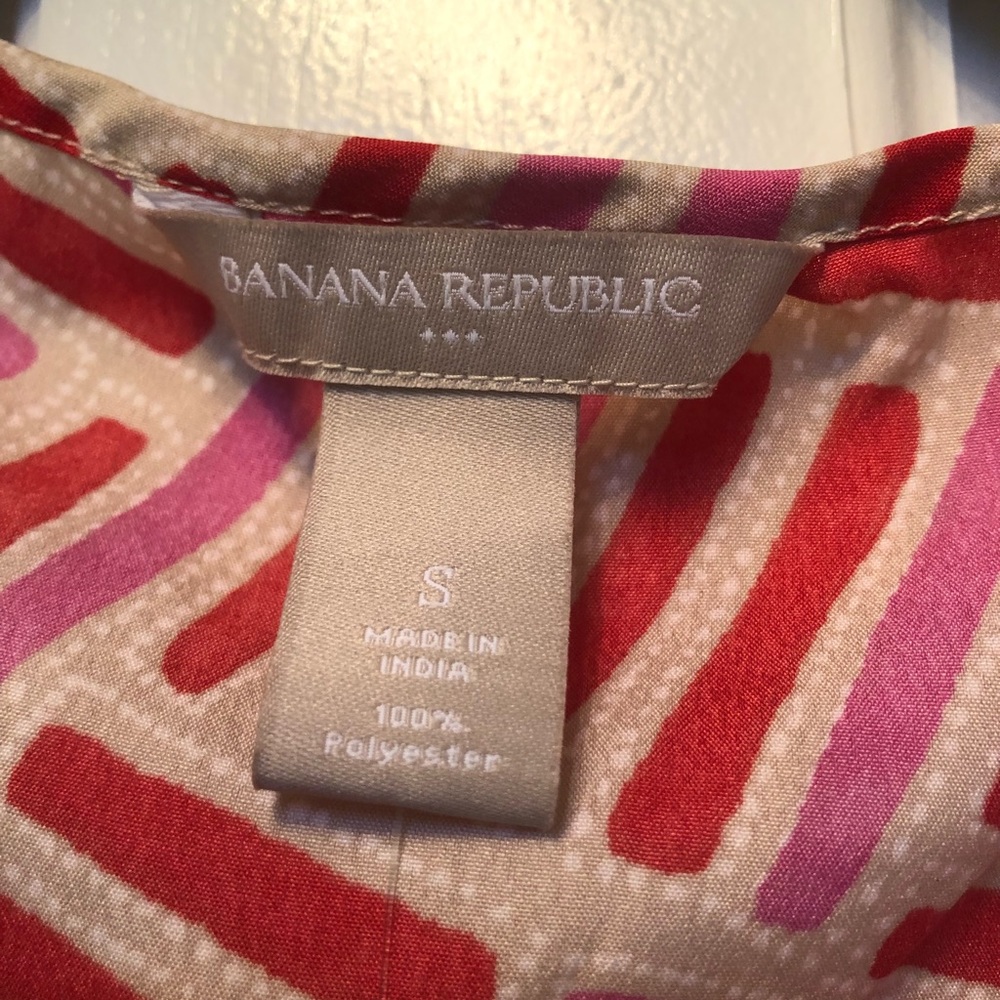 BANANA REPUBLIC
+++
S
MADE IN
INDIA
100%
Polyester